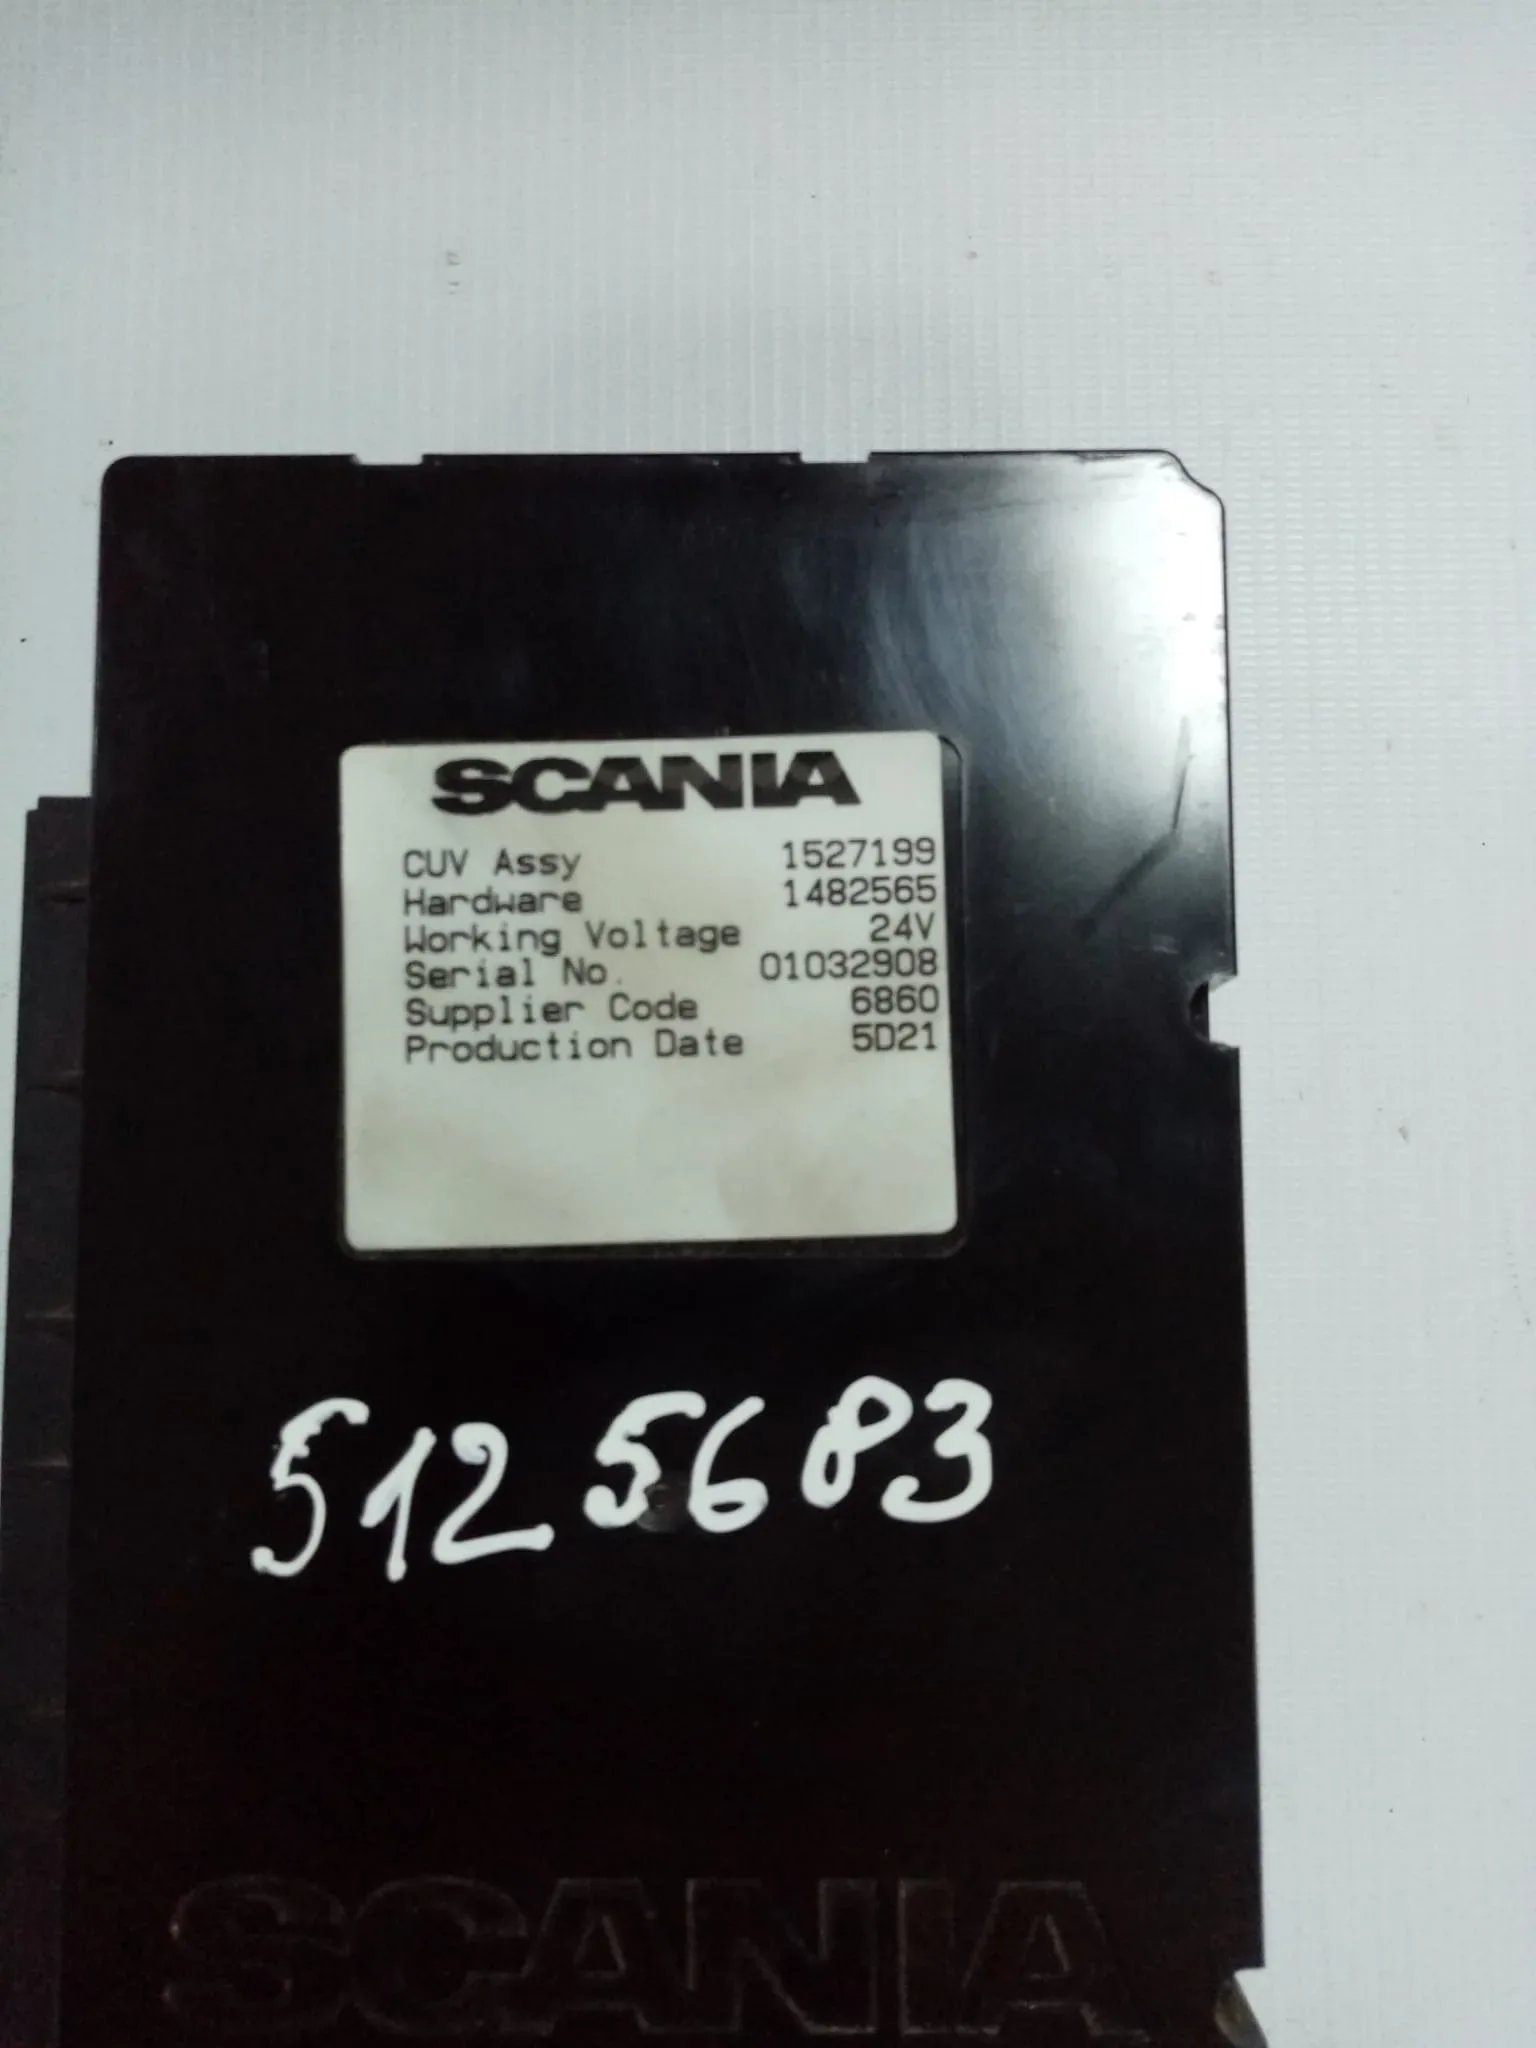 SCANIA
CUV Assy 1527199
Hardware 1482565
Working Voltage 24V
Serial No. 01032908
Supplier Code 6860
Production Date 5D21
5125683
SCANIA